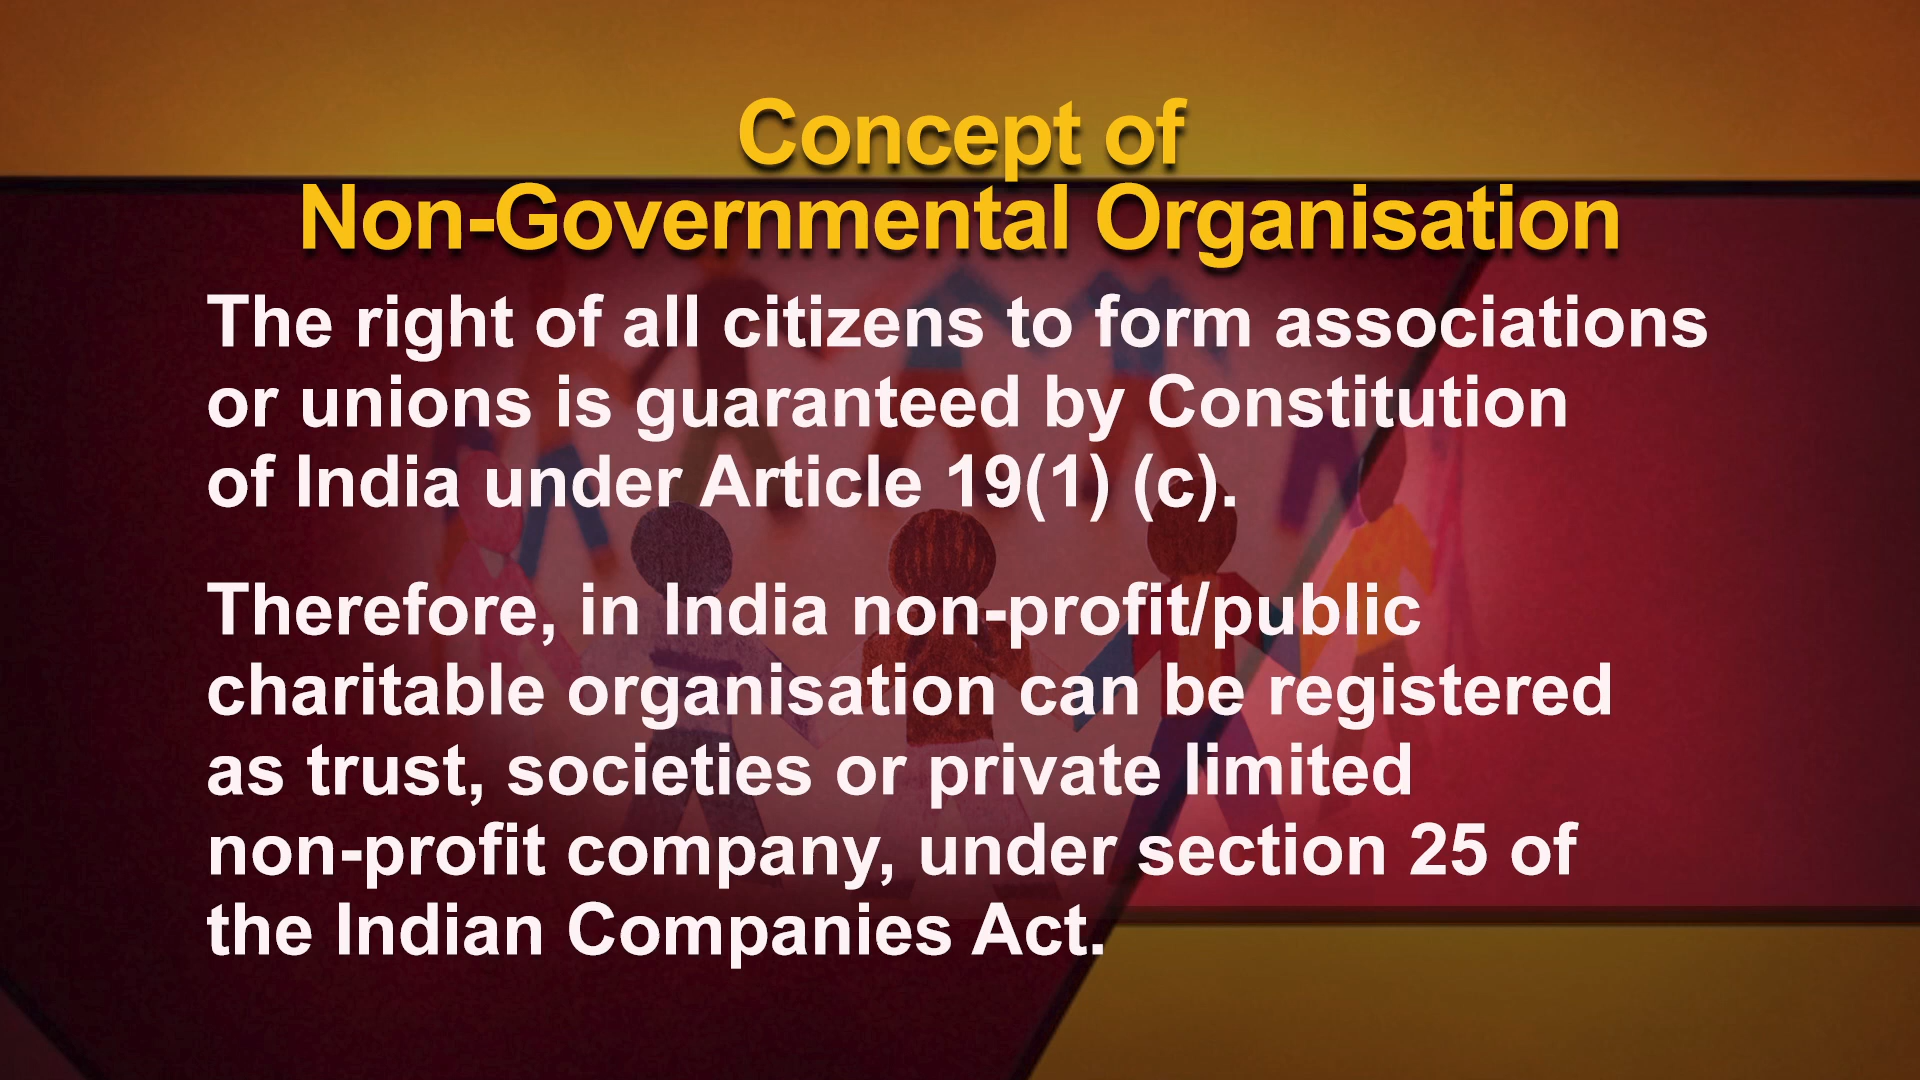 Concept of
Non-Governmental Organisation
The right of all citizens to form associations
or unions is guaranteed by Constitution
of India under Article 19(1) (c).
Therefore, in India non-profit/public
charitable organisation can be registered
as trust, societies or private limited
non-profit company, under section 25 of
the Indian Companies Act.